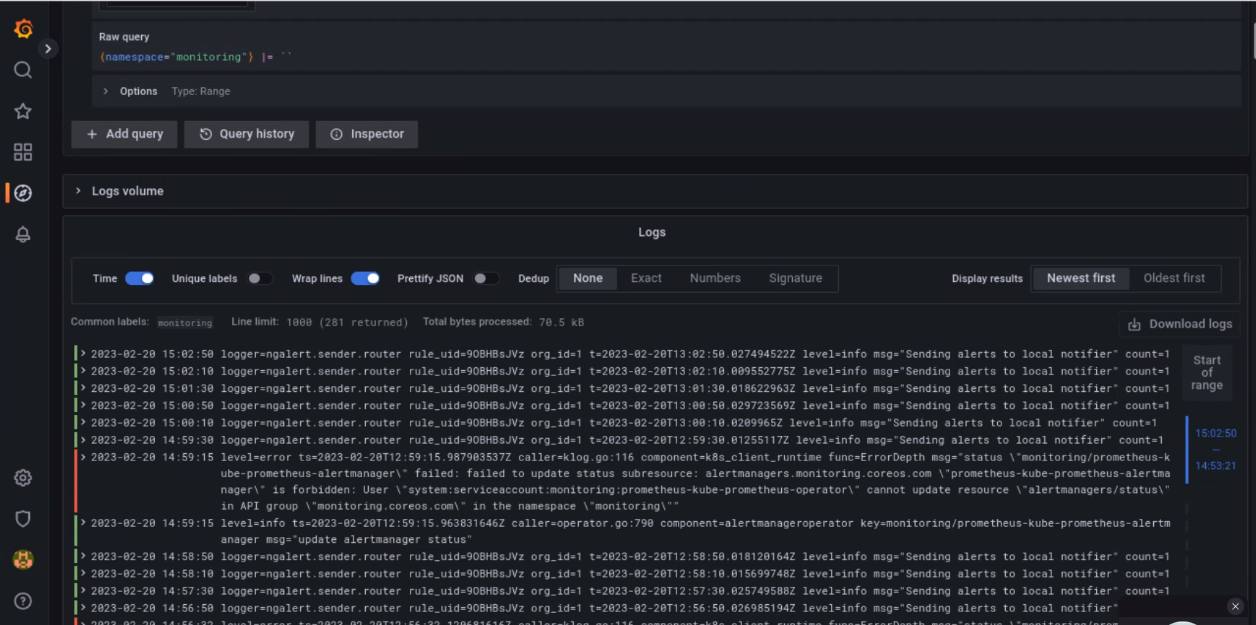 Raw query
{namespace="monitoring"} |= ``
Options Type: Range
Add query Query history Inspector
Logs volume
Logs
Time Unique labels Wrap lines Prettify JSON Dedup None Exact Numbers Signature Display results Newest first Oldest first
Common labels: monitoring Line limit: 1000 (281 returned) Total bytes processed: 70.5 kB Download logs
2023-02-20 15:02:50 logger=ngalert.sender.router rule_uid=9OBHBsJVz org_id=1 t=2023-02-20T13:02:50.027494522Z level=info msg="Sending alerts to local notifier" count=1
2023-02-20 15:02:10 logger=ngalert.sender.router rule_uid=9OBHBsJVz org_id=1 t=2023-02-20T13:02:10.009552775Z level=info msg="Sending alerts to local notifier" count=1
2023-02-20 15:01:30 logger=ngalert.sender.router rule_uid=9OBHBsJVz org_id=1 t=2023-02-20T13:01:30.018622963Z level=info msg="Sending alerts to local notifier" count=1
2023-02-20 15:00:50 logger=ngalert.sender.router rule_uid=9OBHBsJVz org_id=1 t=2023-02-20T13:00:50.029723569Z level=info msg="Sending alerts to local notifier" count=1
2023-02-20 15:00:10 logger=ngalert.sender.router rule_uid=9OBHBsJVz org_id=1 t=2023-02-20T13:00:10.0209965Z level=info msg="Sending alerts to local notifier" count=1
2023-02-20 14:59:30 logger=ngalert.sender.router rule_uid=9OBHBsJVz org_id=1 t=2023-02-20T12:59:30.01255117Z level=info msg="Sending alerts to local notifier" count=1
2023-02-20 14:59:15 level=error ts=2023-02-20T12:59:15.987903537Z caller=klog.go:116 component=k8s_client_runtime func=ErrorDepth msg="status \"monitoring/prometheus-k
ube-prometheus-alertmanager\" failed: failed to update status subresource: alertmanagers.monitoring.coreos.com \"prometheus-kube-prometheus-alertma
nager\" is forbidden: User \"system:serviceaccount:monitoring:prometheus-kube-prometheus-operator\" cannot update resource \"alertmanagers/status\"
in API group \"monitoring.coreos.com\" in the namespace \"monitoring\""
2023-02-20 14:59:15 level=info ts=2023-02-20T12:59:15.963831646Z caller=operator.go:790 component=alertmanageroperator key=monitoring/prometheus-kube-prometheus-alertm
anager msg="update alertmanager status"
2023-02-20 14:58:50 logger=ngalert.sender.router rule_uid=9OBHBsJVz org_id=1 t=2023-02-20T12:58:50.018120164Z level=info msg="Sending alerts to local notifier" count=1
2023-02-20 14:58:10 logger=ngalert.sender.router rule_uid=9OBHBsJVz org_id=1 t=2023-02-20T12:58:10.015699748Z level=info msg="Sending alerts to local notifier" count=1
2023-02-20 14:57:30 logger=ngalert.sender.router rule_uid=9OBHBsJVz org_id=1 t=2023-02-20T12:57:30.025749588Z level=info msg="Sending alerts to local notifier" count=1
2023-02-20 14:56:50 logger=ngalert.sender.router rule_uid=9OBHBsJVz org_id=1 t=2023-02-20T12:56:50.026985194Z level=info msg="Sending alerts to local notifier"
Start
of
range
15:02:50
—
14:53:21